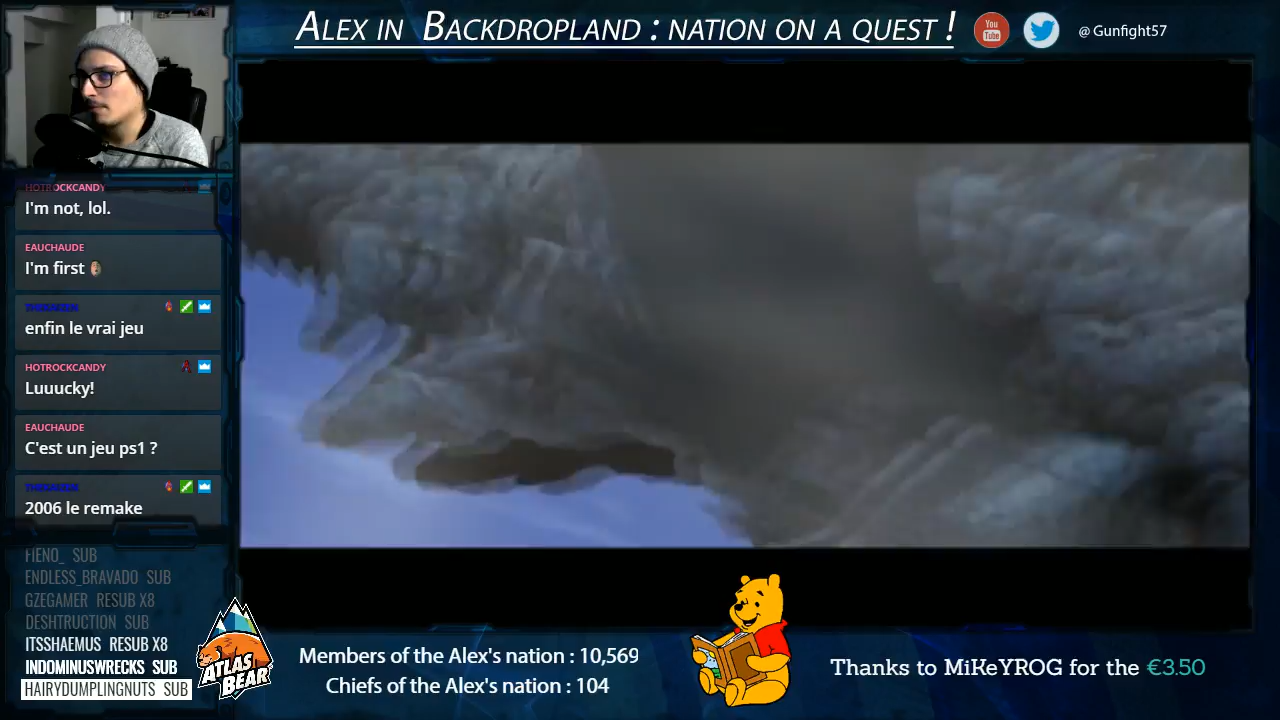 ALEX IN BACKDROPLAND : NATION ON A QUEST !
You
Tube
@ Gunfight57
HOTROCKCANDY
I'm not, lol.
EAUCHAUDE
I'm first
enfin le vrai jeu
HOTROCKCANDY
Luuucky!
EAUCHAUDE
C'est un jeu ps1 ?
2006 le remake
FIENO_ SUB
ENDLESS_BRAVADO SUB
GZEGAMER RESUB X8
DESHTRUCTION SUB
ITSSHAEMUS RESUB X8
INDOMINUSWRECKS SUB
HAIRYDUMPLINGNUTS SUB
ATLAS
BEAR
Members of the Alex's nation : 10,569
Chiefs of the Alex's nation : 104
Thanks to MiKeYROG for the €3.50